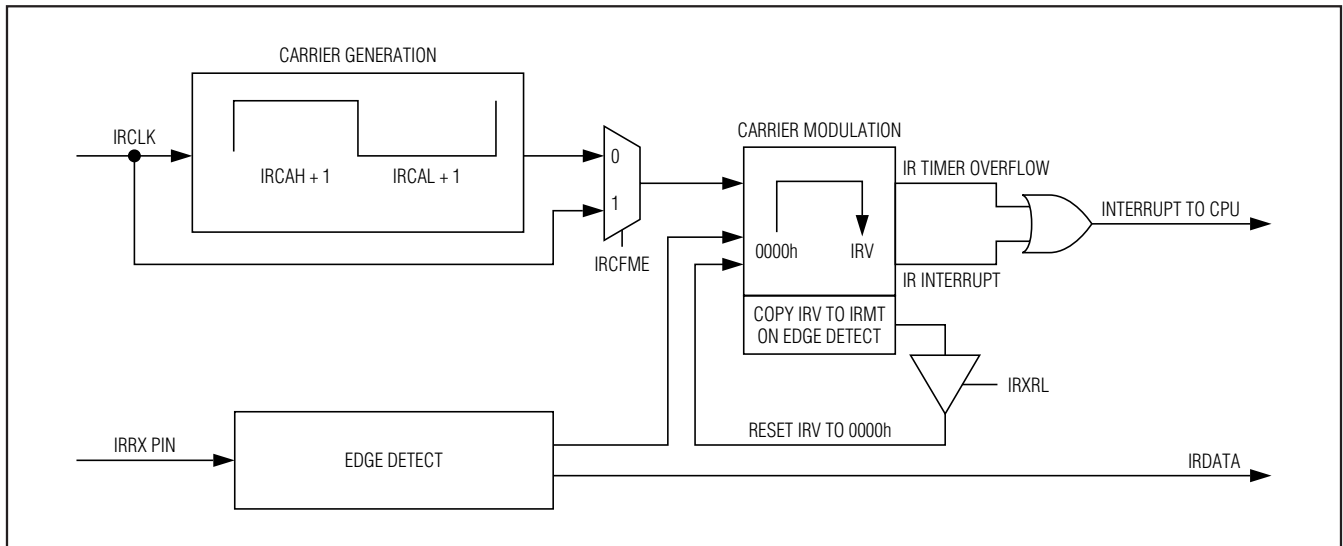 CARRIER GENERATION
IRCLK
IRCAH + 1
IRCAL + 1
0
1
IRCFME
CARRIER MODULATION
0000h
IRV
COPY IRV TO IRMT
ON EDGE DETECT
IR TIMER OVERFLOW
IR INTERRUPT
INTERRUPT TO CPU
IRXRL
RESET IRV TO 0000h
IRRX PIN
EDGE DETECT
IRDATA